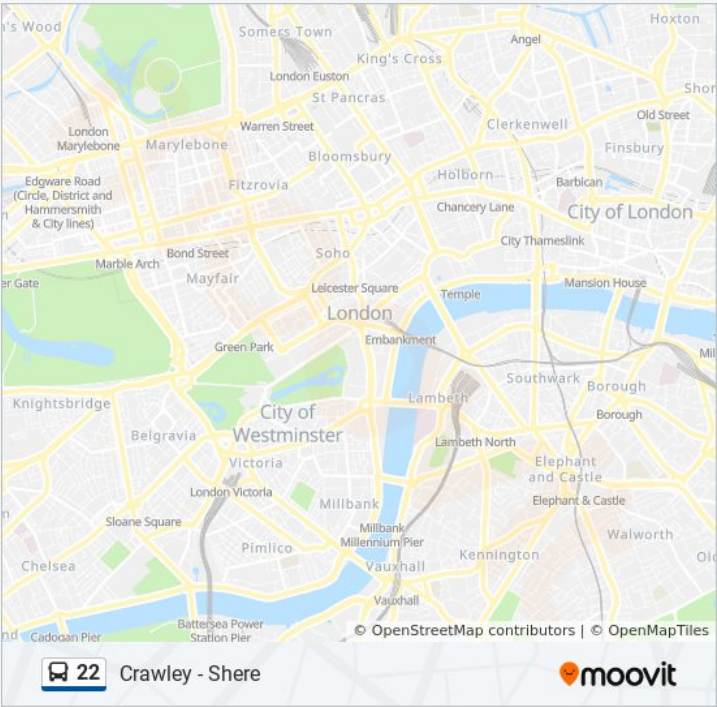 n's Wood
Somers Town
Hoxton
Angel
King's Cross
London Euston
St Pancras
Shor
Old Street
London
Marylebone
Marylebone
Warren Street
Clerkenwell
Finsbury
Bloomsbury
Holborn
Edgware Road
(Circle, District and
Hammersmith
& City lines)
Fitzrovia
Barbican
Chancery Lane
City of London
City Thameslink
Soho
Bond Street
Marble Arch
Mayfair
er Gate
Leicester Square
Temple
Mansion House
London
Embankment
Green Park
Mil
Southwark
Borough
Knightsbridge
Lambeth
City of
Westminster
Borough
Belgravia
Lambeth North
Victoria
Elephant
and Castle
London Victoria
Elephant & Castle
Millbank
Sloane Square
Millbank
Millennium Pier
Walworth
Pimlico
Kennington
Chelsea
Vauxhall
Vauxhall
Battersea Power
Station Pier
nd
Cadogan Pier
© OpenStreetMap contributors | © OpenMapTiles
22 Crawley - Shere
moovit